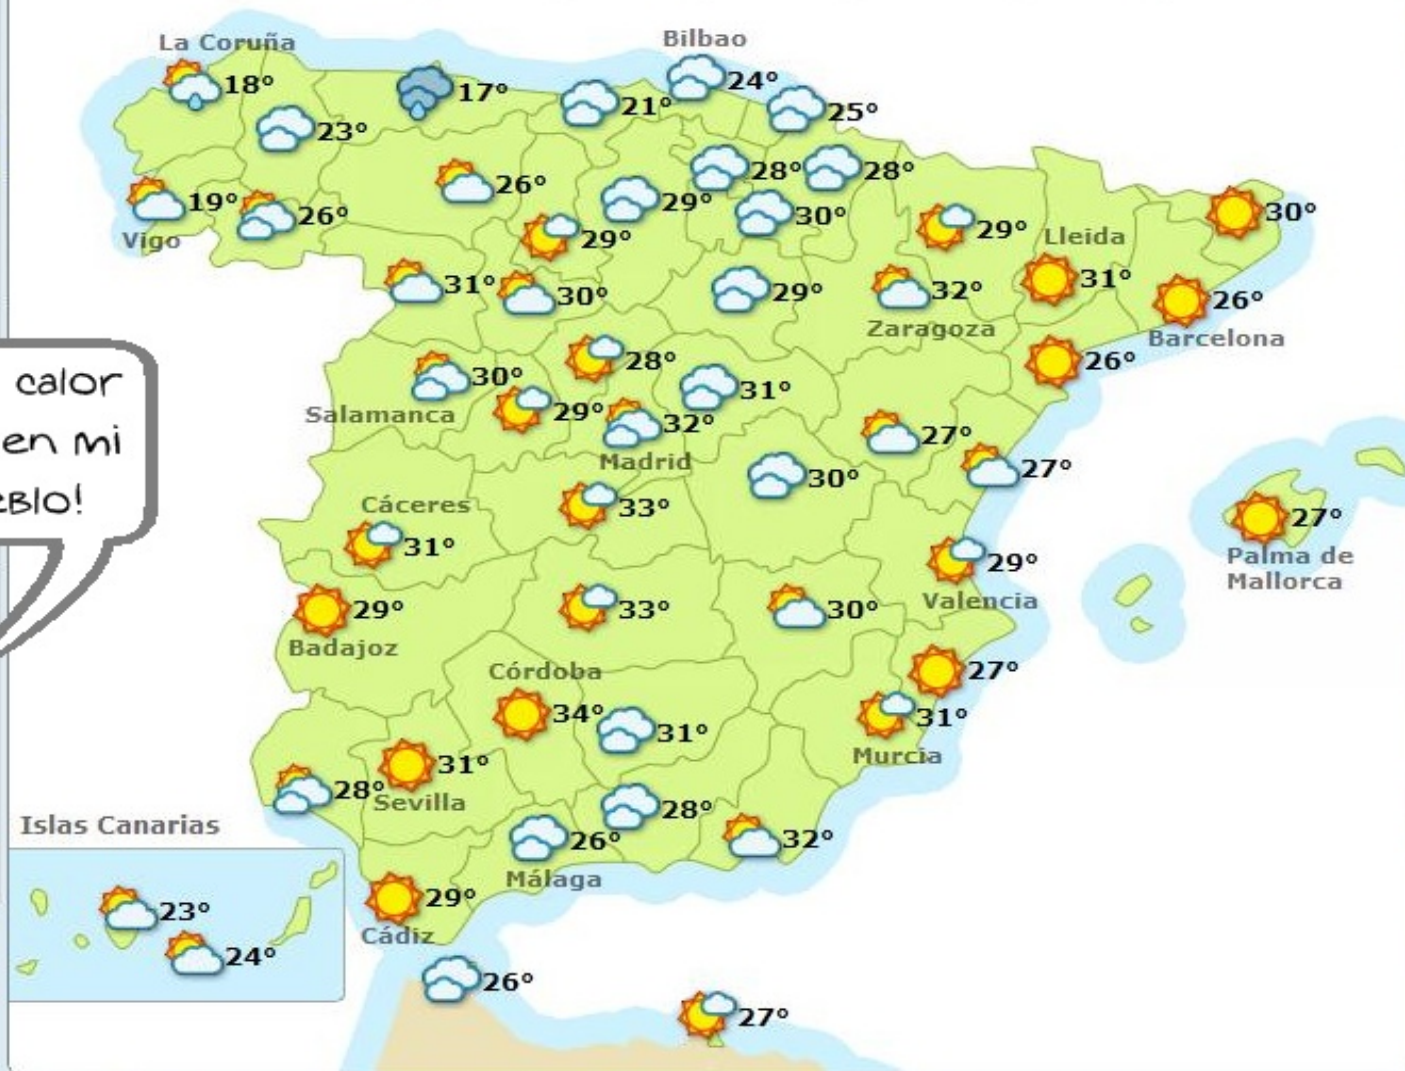 La Coruña
Bilbao
18°
17°
24°
21°
25°
23°
28°
28°
26°
19°
29°
30°
30°
26°
29°
Lleida
Vigo
29°
31°
31°
30°
29°
32°
26°
Zaragoza
Barcelona
28°
26°
calor
30°
31°
Salamanca
29°
32°
27°
en mi
Madrid
27°
30°
EBLO!
Cáceres
33°
27°
31°
29°
Palma de
Mallorca
Valencia
29°
33°
30°
Badajoz
Córdoba
27°
34°
31°
31°
Murcia
31°
28°
Sevilla
28°
Islas Canarias
26°
32°
Málaga
29°
23°
Cádiz
24°
26°
27°